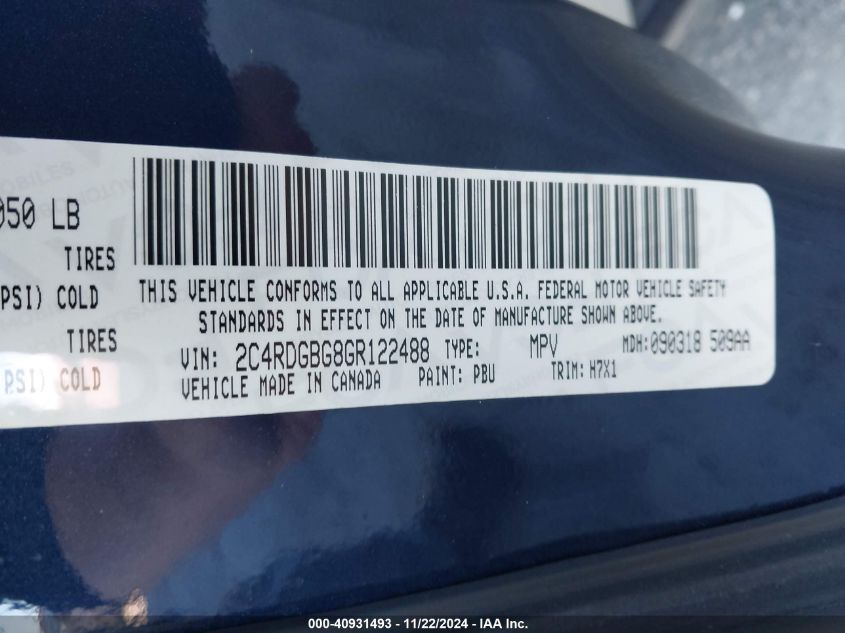 950 LB
TIRES
PSI) COLD
THIS VEHICLE CONFORMS TO ALL APPLICABLE U.S.A. FEDERAL MOTOR VEHICLE SAFETY
STANDARDS IN EFFECT ON THE DATE OF MANUFACTURE SHOWN ABOVE.
TIRES
VIN: 2C4RDGBG8GR122488 TYPE: MPV MDH:090318 509AA
PSI) COLD
VEHICLE MADE IN CANADA PAINT: PBU TRIM: H7X1
000-40931493 - 11/22/2024 - IAA Inc.